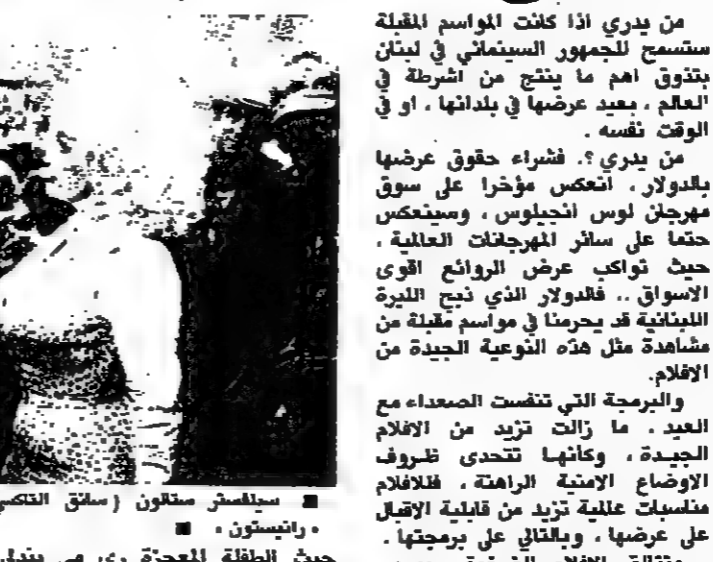 من يدري اذا كانت المواسم المقبلة
ستسمح للجمهور السينمائي في لبنان
بتذوق اهم ما ينتج من اشرطة في
العالم ، بعيد عرضها في بلدانها ، او في
الوقت نفسه .
من يدري ؟. فشراء حقوق عرضها
بالدولار ، انعكس مؤخرا على سوق
مهرجان لوس انجيلوس ، وسينعكس
حتما على سائر المهرجانات العالمية ،
حيث تواكب عرض الروائع اقوى
الاسواق .. فالدولار الذي ذبح الليرة
اللبنانية قد يحرمنا في مواسم مقبلة من
مشاهدة مثل هذه النوعية الجيدة من
الافلام.
والبرمجة التي تنفست الصعداء مع
العيد . ما زالت تزيد من الافلام
الجيدة ، وكأنها تتحدى ظروف
الاوضاع الامنية الراهنة ، فللافلام
مناسبات عالمية تزيد من قابلية الاقبال
على عرضها ، وبالتالي على برمجتها .
سيلفستر ستالون ( سائق التاكسي
« رانيستون »
حيث الطفلة المعجزة